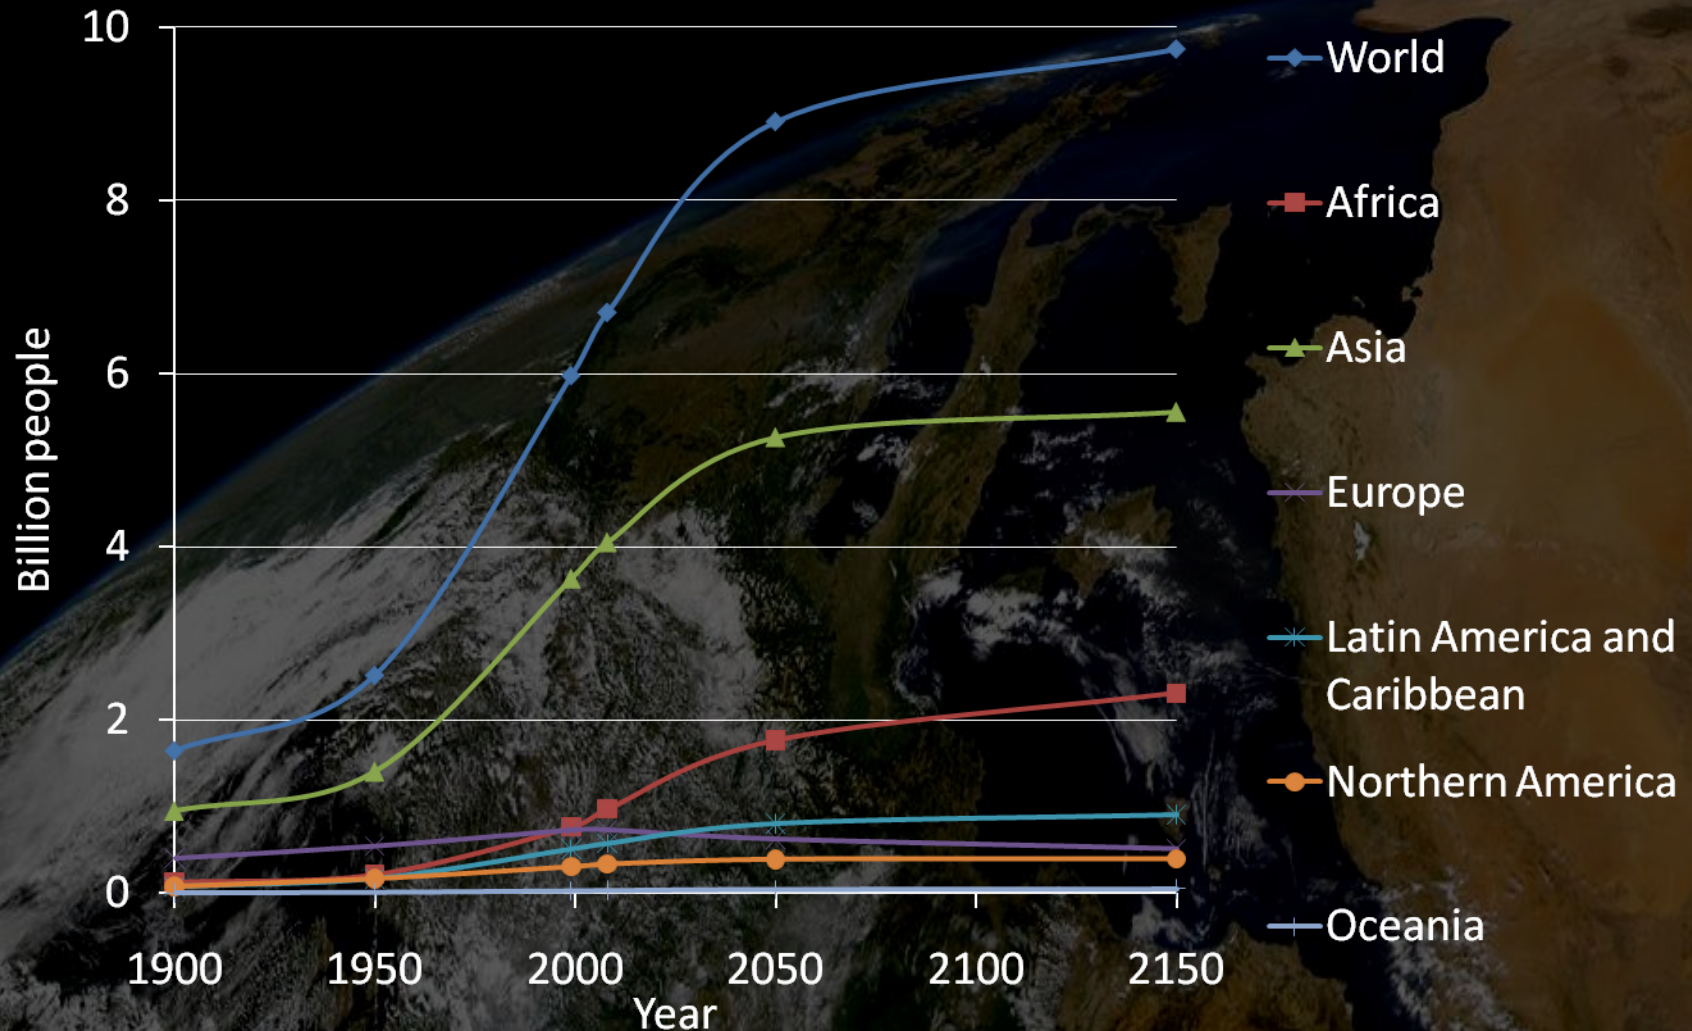 10
8
6
4
2
0
Billion people
1900 1950 2000 2050 2100 2150
Year
World
Africa
Asia
Europe
Latin America and
Caribbean
Northern America
Oceania